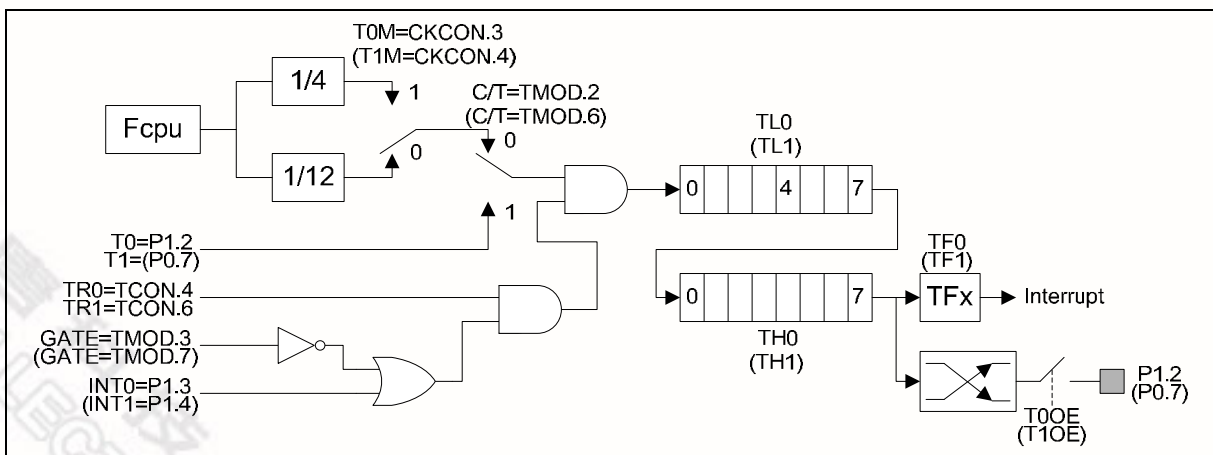 T0M=CKCON.3
(T1M=CKCON.4)
1/4
1
C/T=TMOD.2
(C/T=TMOD.6)
Fcpu
0
0
1/12
TL0
(TL1)
0 4 7
1
T0=P1.2
T1=(P0.7)
TF0
(TF1)
TR0=TCON.4
TR1=TCON.6
0 7
TFx
Interrupt
GATE=TMOD.3
(GATE=TMOD.7)
TH0
(TH1)
INT0=P1.3
(INT1=P1.4)
P1.2
(P0.7)
T0OE
(T1OE)